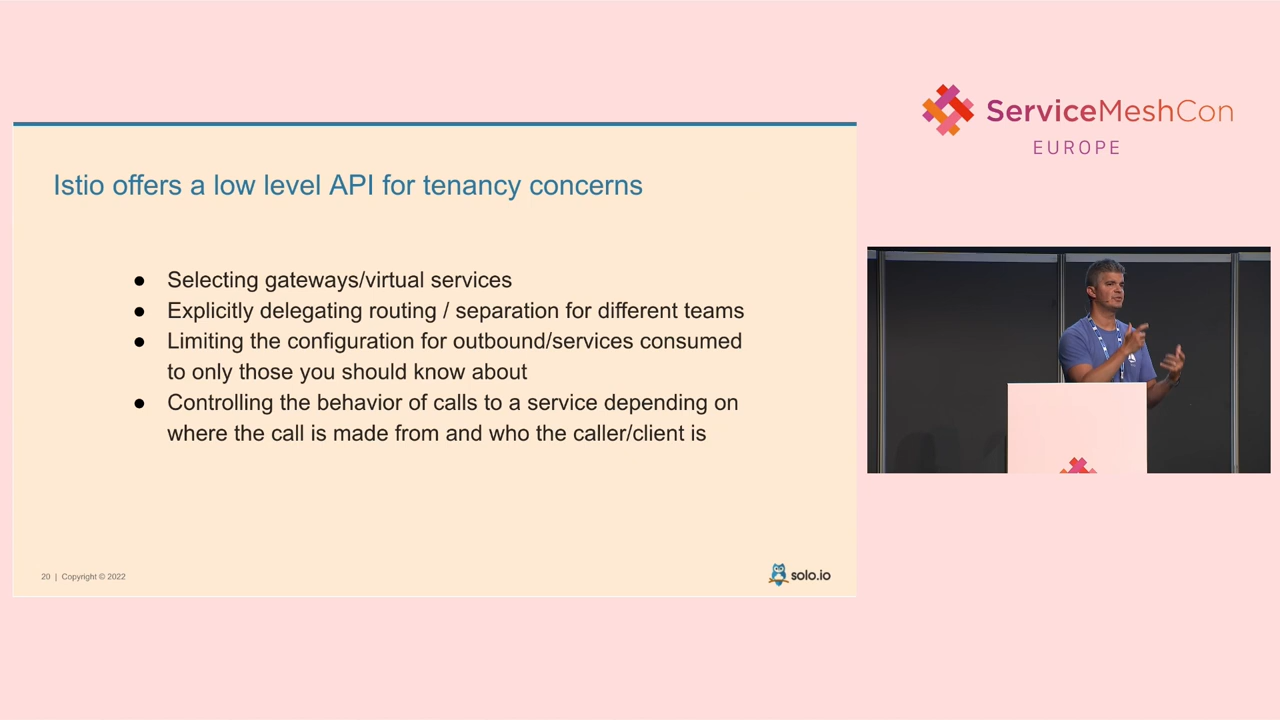 ServiceMeshCon
EUROPE
Istio offers a low level API for tenancy concerns
● Selecting gateways/virtual services
● Explicitly delegating routing / separation for different teams
● Limiting the configuration for outbound/services consumed
to only those you should know about
● Controlling the behavior of calls to a service depending on
where the call is made from and who the caller/client is
20 | Copyright © 2022
solo.io